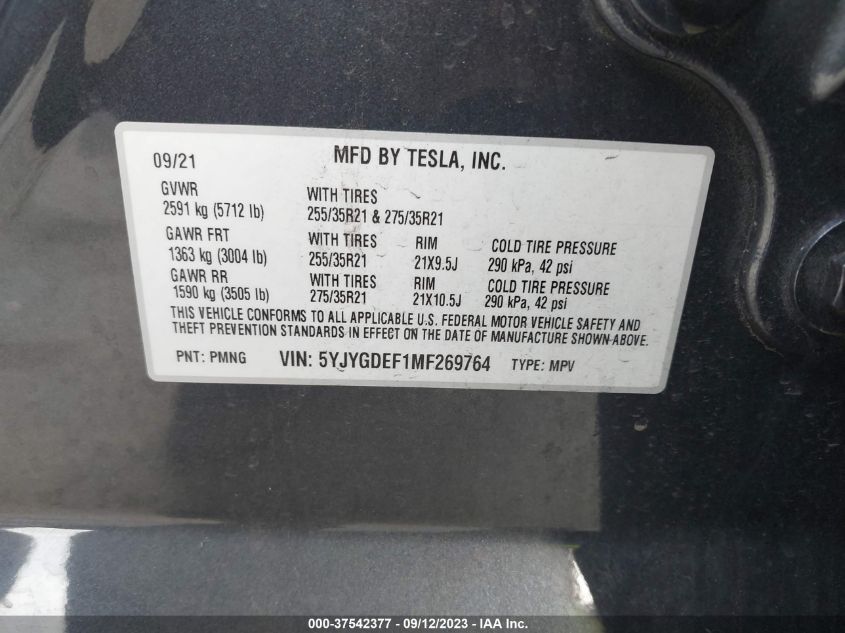 09/21 MFD BY TESLA, INC.
GVWR WITH TIRES
2591 kg (5712 lb) 255/35R21 & 275/35R21
GAWR FRT WITH TIRES RIM COLD TIRE PRESSURE
1363 kg (3004 lb) 255/35R21 21X9.5J 290 kPa, 42 psi
GAWR RR WITH TIRES RIM COLD TIRE PRESSURE
1590 kg (3505 lb) 275/35R21 21X10.5J 290 kPa, 42 psi
THIS VEHICLE CONFORMS TO ALL APPLICABLE U.S. FEDERAL MOTOR VEHICLE SAFETY AND
THEFT PREVENTION STANDARDS IN EFFECT ON THE DATE OF MANUFACTURE SHOWN ABOVE.
PNT: PMNG VIN: 5YJYGDEF1MF269764 TYPE: MPV
000-37542377 - 09/12/2023 - IAA Inc.